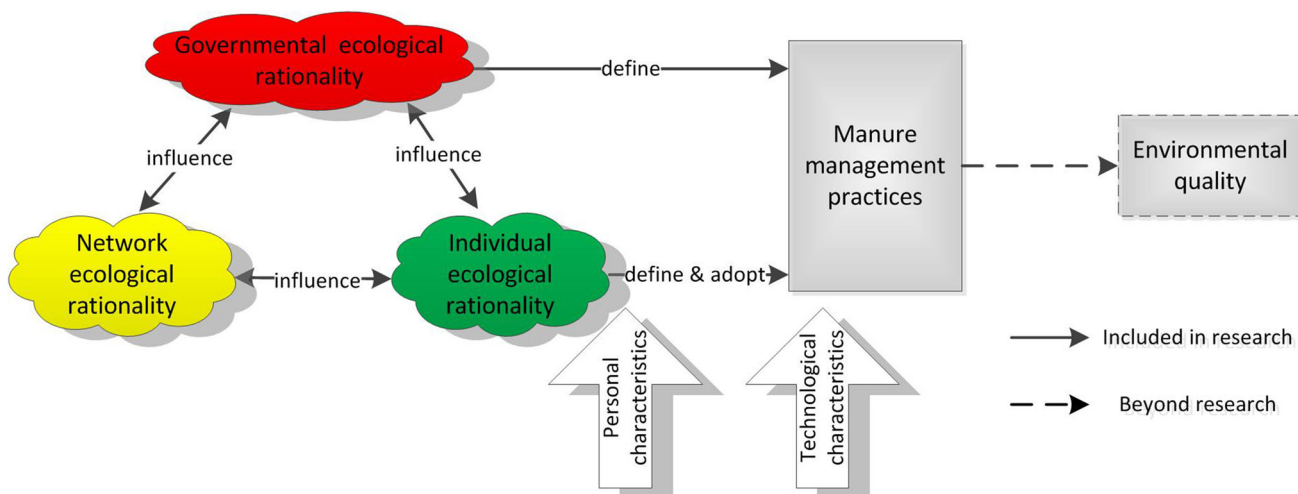 Governmental ecological
rationality
define
influence
influence
Manure
management
practices
Environmental
quality
Network
ecological
rationality
influence
Individual
ecological
rationality
define & adopt
Personal
characteristics
Technological
characteristics
Included in research
Beyond research